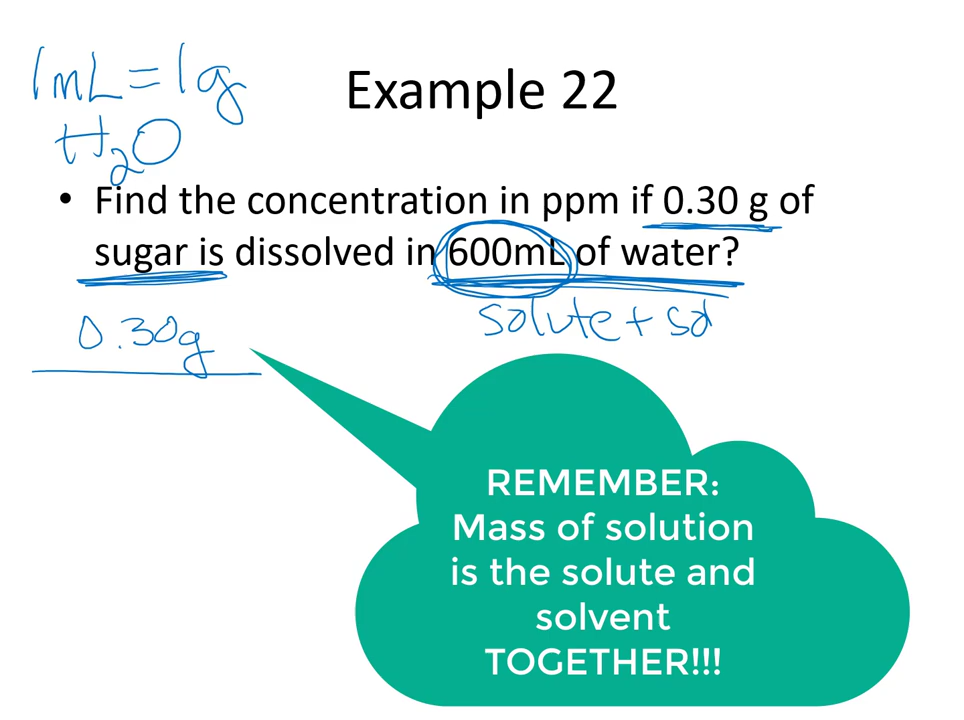 1mL = 1g
H2O
Example 22
• Find the concentration in ppm if 0.30 g of
sugar is dissolved in 600mL of water?
solute + sol
0.30g
REMEMBER:
Mass of solution
is the solute and
solvent
TOGETHER!!!